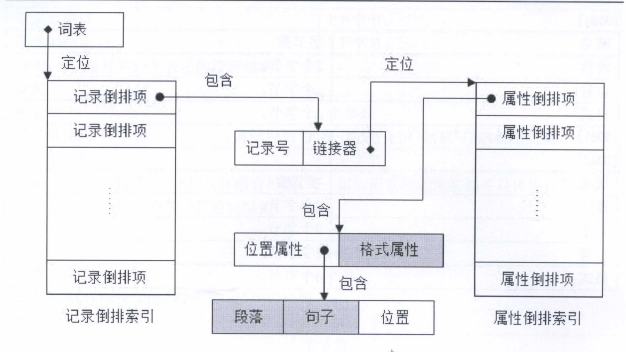 词表
定位
包含
定位
记录倒排项
记录倒排项
记录倒排项
记录号
链接器
属性倒排项
属性倒排项
属性倒排项
包含
位置属性
格式属性
包含
段落
句子
位置
记录倒排索引
属性倒排索引